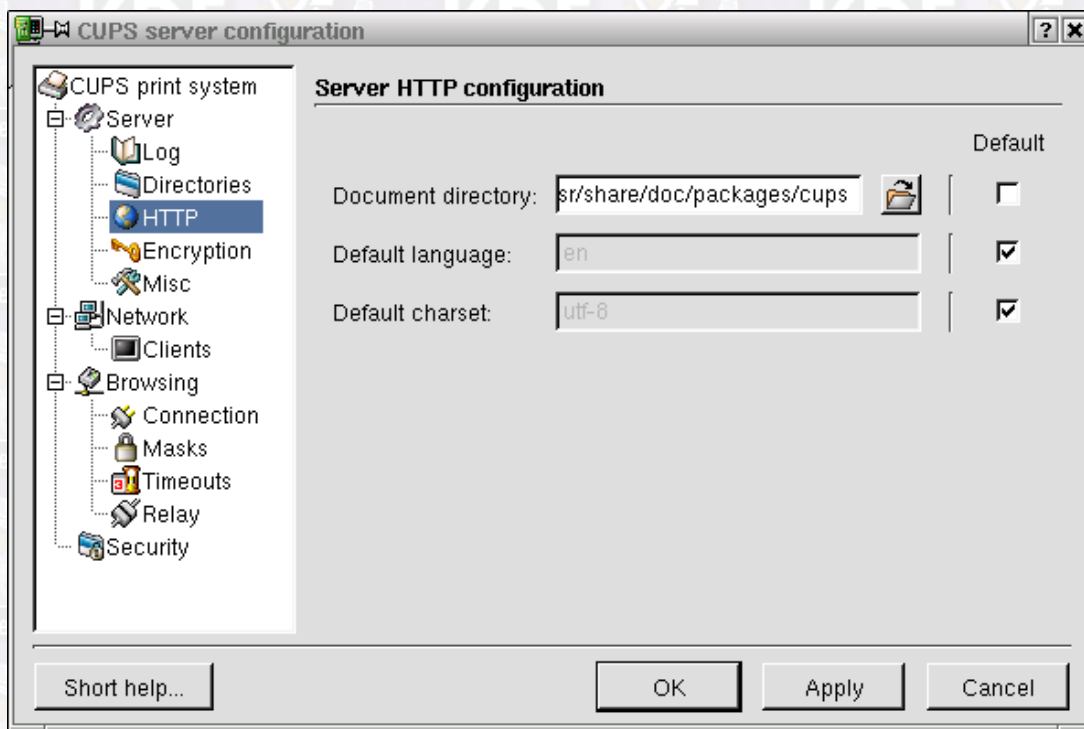 CUPS server configuration
CUPS print system
Server
Log
Directories
HTTP
Encryption
Misc
Network
Clients
Browsing
Connection
Masks
Timeouts
Relay
Security
Server HTTP configuration
Default
Document directory: sr/share/doc/packages/cups
Default language: en
Default charset: utf-8
Short help... OK Apply Cancel